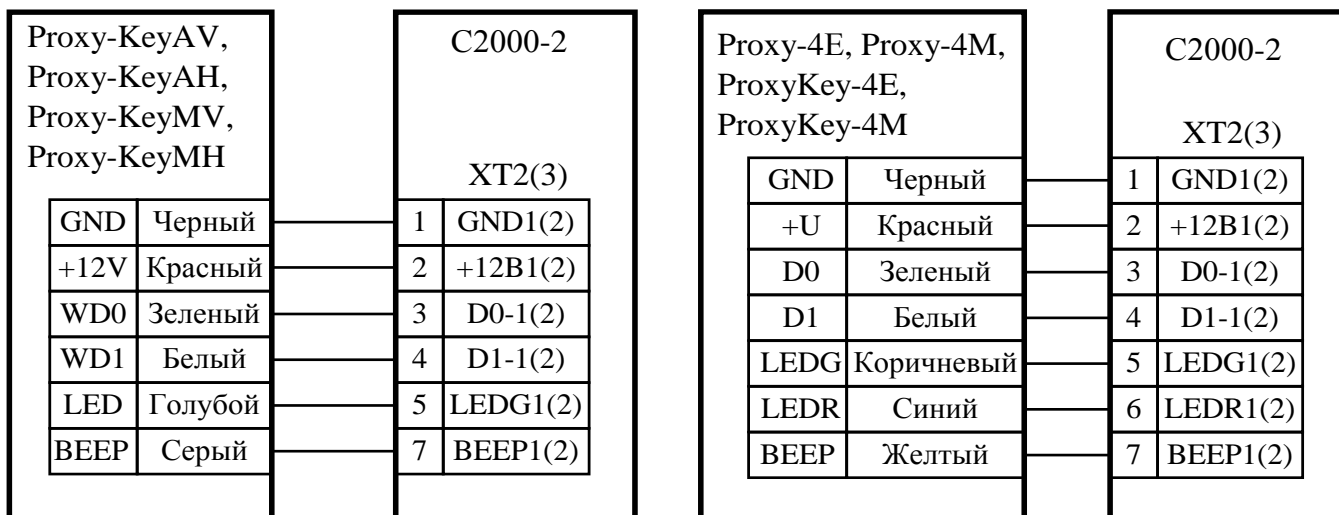 Proxy-KeyAV,
Proxy-KeyAH,
Proxy-KeyMV,
Proxy-KeyMH
C2000-2
XT2(3)
GND Черный 1 GND1(2)
+12V Красный 2 +12B1(2)
WD0 Зеленый 3 D0-1(2)
WD1 Белый 4 D1-1(2)
LED Голубой 5 LEDG1(2)
BEEP Серый 7 BEEP1(2)
Proxy-4E, Proxy-4M,
ProxyKey-4E,
ProxyKey-4M
C2000-2
XT2(3)
GND Черный 1 GND1(2)
+U Красный 2 +12B1(2)
D0 Зеленый 3 D0-1(2)
D1 Белый 4 D1-1(2)
LEDG Коричневый 5 LEDG1(2)
LEDR Синий 6 LEDR1(2)
BEEP Желтый 7 BEEP1(2)